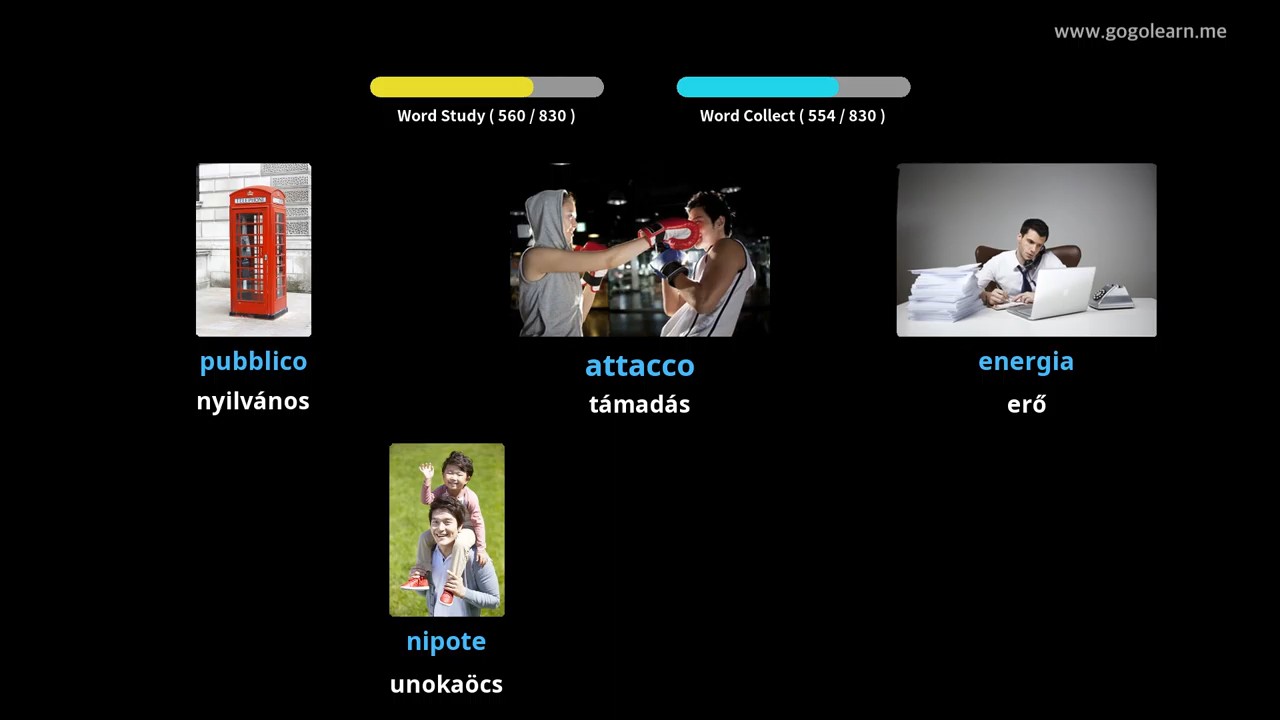 www.gogolearn.me
Word Study ( 560 / 830 )
Word Collect ( 554 / 830 )
TELEPHONE
pubblico
nyilvános
attacco
támadás
energia
erő
nipote
unokaöcs